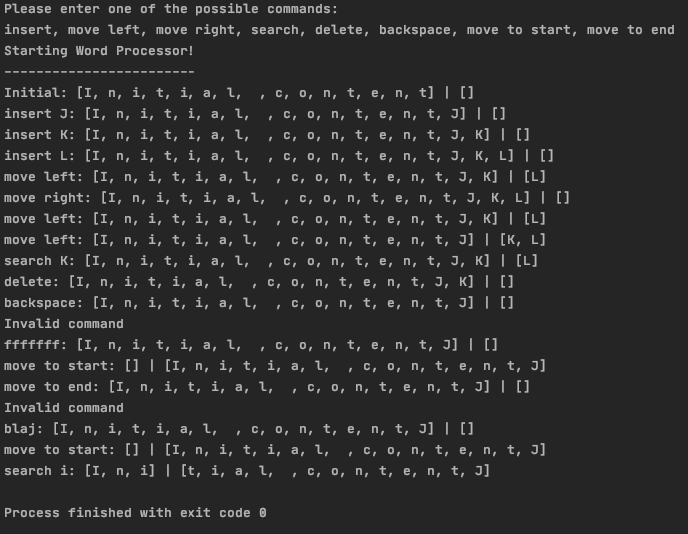 Please enter one of the possible commands:
insert, move left, move right, search, delete, backspace, move to start, move to end
Starting Word Processor!
------------------------
Initial: [I, n, i, t, i, a, l,  , c, o, n, t, e, n, t] | []
insert J: [I, n, i, t, i, a, l,  , c, o, n, t, e, n, t, J] | []
insert K: [I, n, i, t, i, a, l,  , c, o, n, t, e, n, t, J, K] | []
insert L: [I, n, i, t, i, a, l,  , c, o, n, t, e, n, t, J, K, L] | []
move left: [I, n, i, t, i, a, l,  , c, o, n, t, e, n, t, J, K] | [L]
move right: [I, n, i, t, i, a, l,  , c, o, n, t, e, n, t, J, K, L] | []
move left: [I, n, i, t, i, a, l,  , c, o, n, t, e, n, t, J, K] | [L]
move left: [I, n, i, t, i, a, l,  , c, o, n, t, e, n, t, J] | [K, L]
search K: [I, n, i, t, i, a, l,  , c, o, n, t, e, n, t, J, K] | [L]
delete: [I, n, i, t, i, a, l,  , c, o, n, t, e, n, t, J, K] | []
backspace: [I, n, i, t, i, a, l,  , c, o, n, t, e, n, t, J] | []
Invalid command
fffffff: [I, n, i, t, i, a, l,  , c, o, n, t, e, n, t, J] | []
move to start: [] | [I, n, i, t, i, a, l,  , c, o, n, t, e, n, t, J]
move to end: [I, n, i, t, i, a, l,  , c, o, n, t, e, n, t, J] | []
Invalid command
blaj: [I, n, i, t, i, a, l,  , c, o, n, t, e, n, t, J] | []
move to start: [] | [I, n, i, t, i, a, l,  , c, o, n, t, e, n, t, J]
search i: [I, n, i] | [t, i, a, l,  , c, o, n, t, e, n, t, J]
Process finished with exit code 0